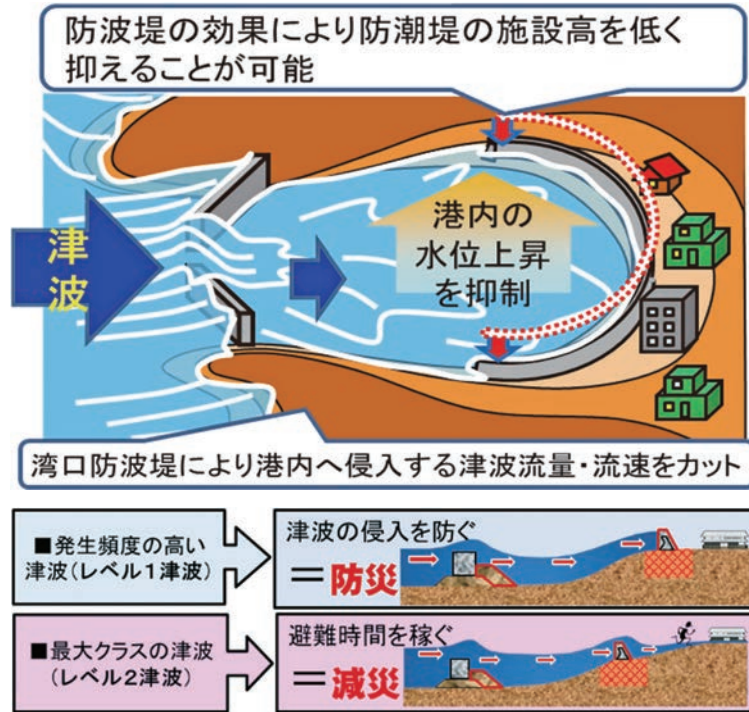 防波堤の効果により防潮堤の施設高を低く
抑えることが可能
津
波
港内の
水位上昇
を抑制
湾口防波堤により港内へ侵入する津波流量・流速をカット
■発生頻度の高い
津波(レベル1津波)
津波の侵入を防ぐ
＝防災
■最大クラスの津波
(レベル2津波)
避難時間を稼ぐ
＝減災